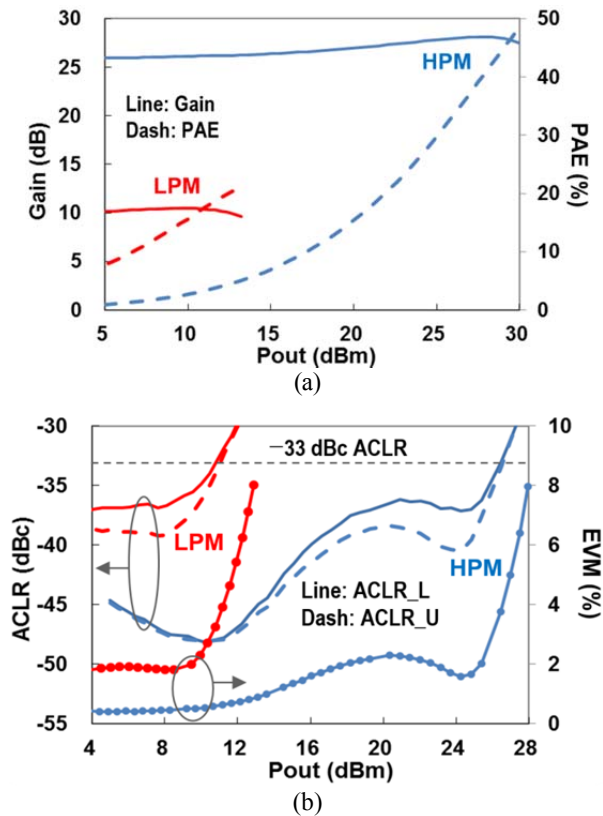 30
25
20
15
10
5
0
Gain (dB)
50
40
30
20
10
0
PAE (%)
HPM
Line: Gain
Dash: PAE
LPM
5 10 15 20 25 30
Pout (dBm)
(a)
-30
-35
-40
-45
-50
-55
ACLR (dBc)
10
8
6
4
2
0
EVM (%)
−33 dBc ACLR
LPM
HPM
Line: ACLR_L
Dash: ACLR_U
4 8 12 16 20 24 28
Pout (dBm)
(b)